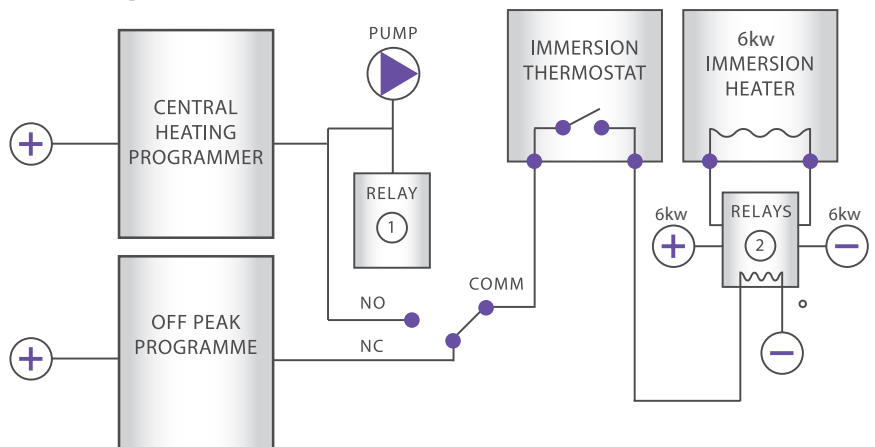 PUMP
CENTRAL
HEATING
PROGRAMMER
RELAY
1
OFF PEAK
PROGRAMME
NO
NC
COMM
IMMERSION
THERMOSTAT
6kw
IMMERSION
HEATER
6kw
RELAYS
2
6kw